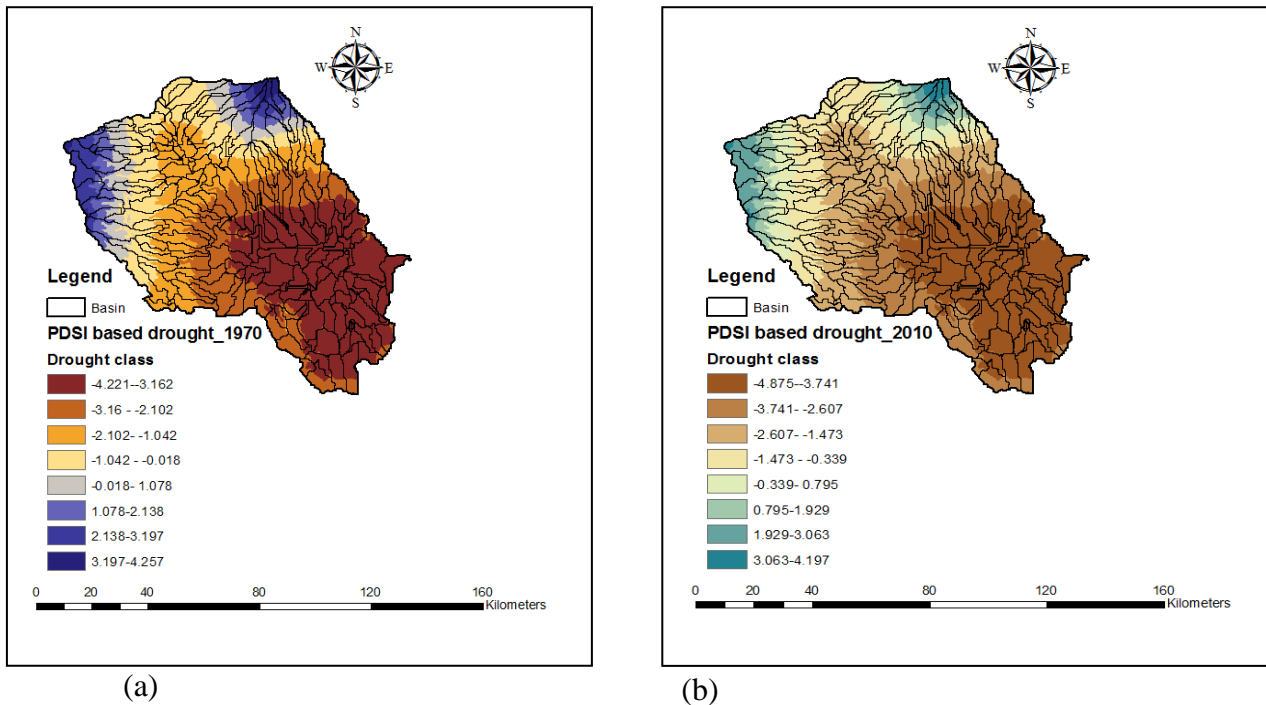 N
W E
S
Legend
Basin
PDSI based drought_1970
Drought class
-4.221--3.162
-3.16 - -2.102
-2.102- -1.042
-1.042 - -0.018
-0.018- 1.078
1.078-2.138
2.138-3.197
3.197-4.257
0 20 40 80 120 160
Kilometers
(a)
N
W E
S
Legend
Basin
PDSI based drought_2010
Drought class
-4.875--3.741
-3.741- -2.607
-2.607- -1.473
-1.473 - -0.339
-0.339- 0.795
0.795-1.929
1.929-3.063
3.063-4.197
0 20 40 80 120 160
Kilometers
(b)